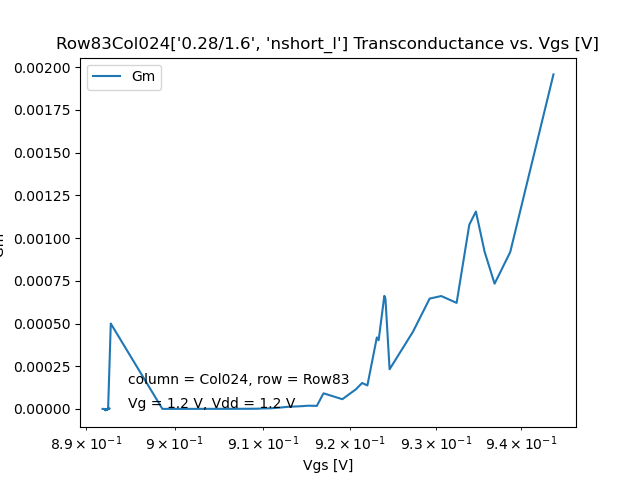 Row83Col024['0.28/1.6', 'nshort_l'] Transconductance vs. Vgs [V]
Gm
0.00200
0.00175
0.00150
0.00125
0.00100
0.00075
0.00050
0.00025
0.00000
column = Col024, row = Row83
Vg = 1.2 V, Vdd = 1.2 V
8.9 × 10⁻¹ 9 × 10⁻¹ 9.1 × 10⁻¹ 9.2 × 10⁻¹ 9.3 × 10⁻¹ 9.4 × 10⁻¹
Vgs [V]